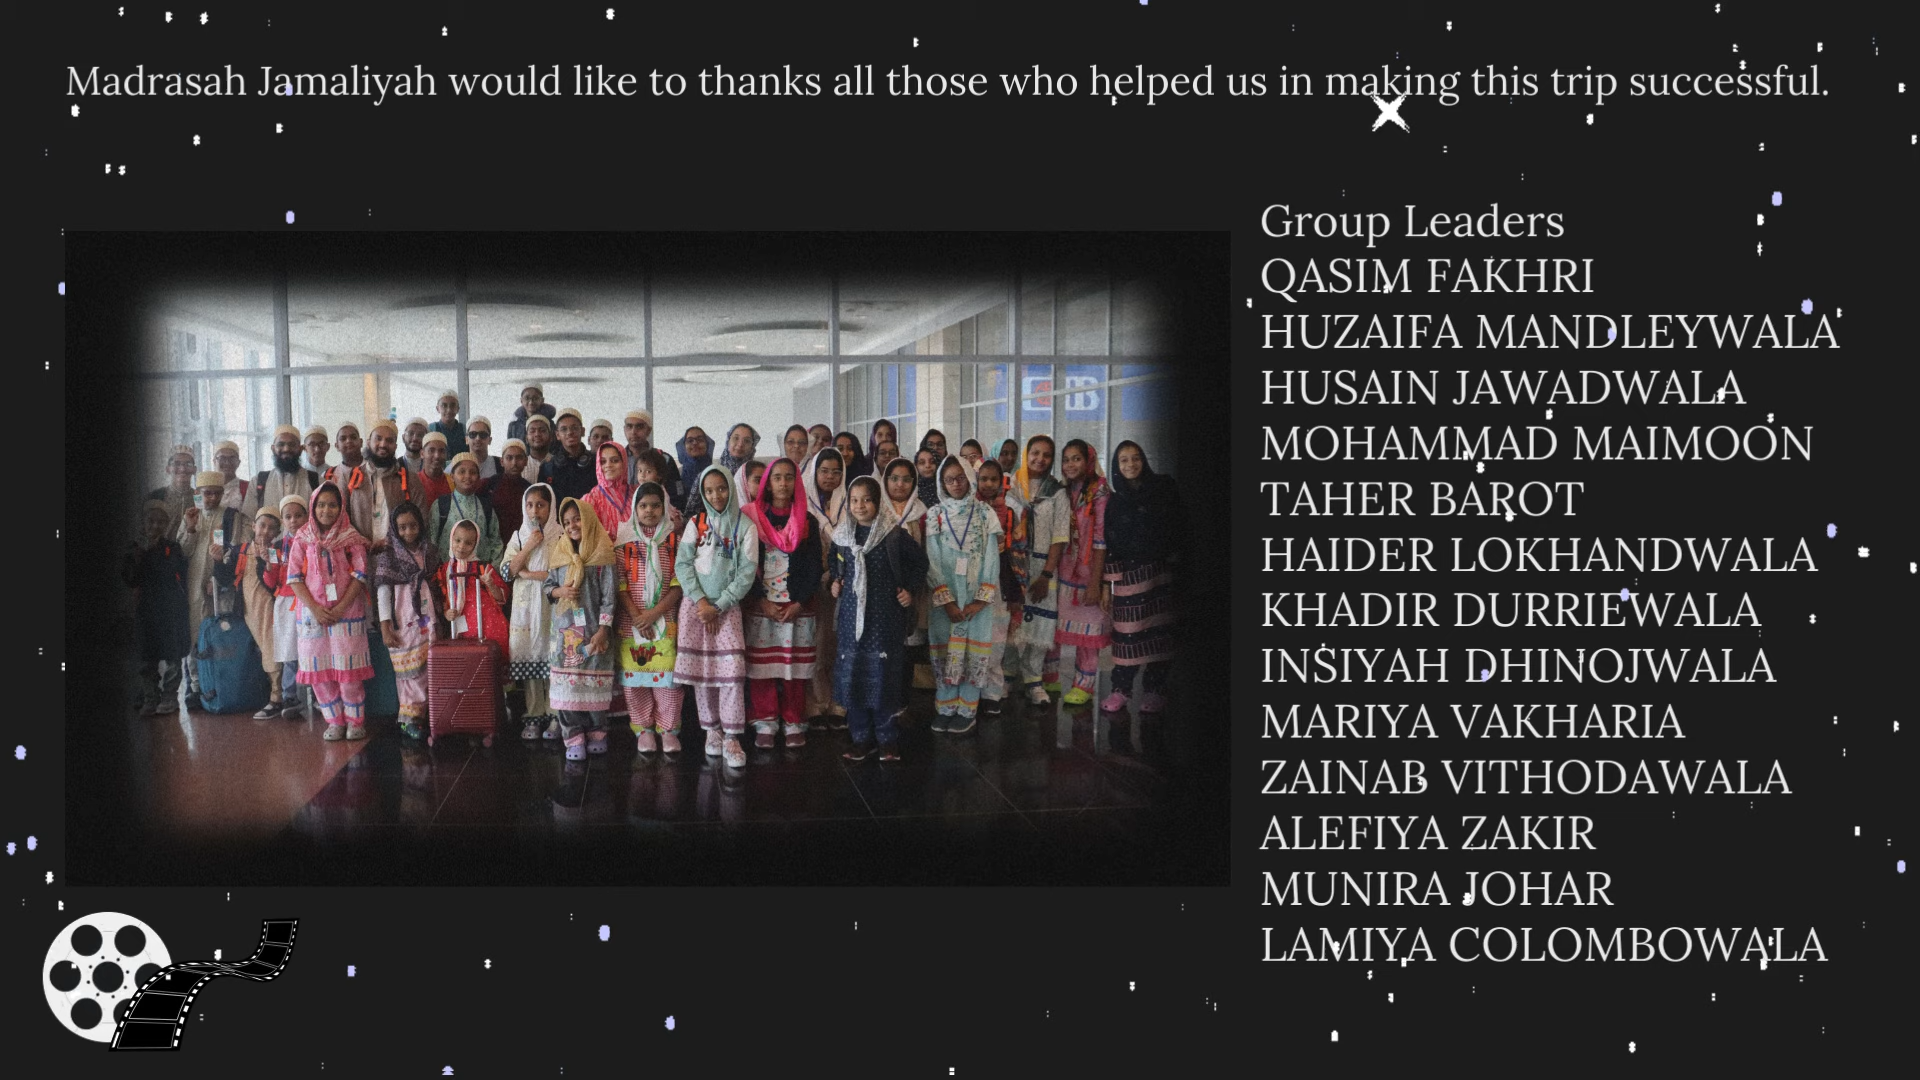 Madrasah Jamaliyah would like to thanks all those who helped us in making this trip successful.
Group Leaders
QASIM FAKHRI
HUZAIFA MANDLEYWALA
HUSAIN JAWADWALA
MOHAMMAD MAIMOON
TAHER BAROT
HAIDER LOKHANDWALA
KHADIR DURRIEWALA
INSIYAH DHINOJWALA
MARIYA VAKHARIA
ZAINAB VITHODAWALA
ALEFIYA ZAKIR
MUNIRA JOHAR
LAMIYA COLOMBOWALA